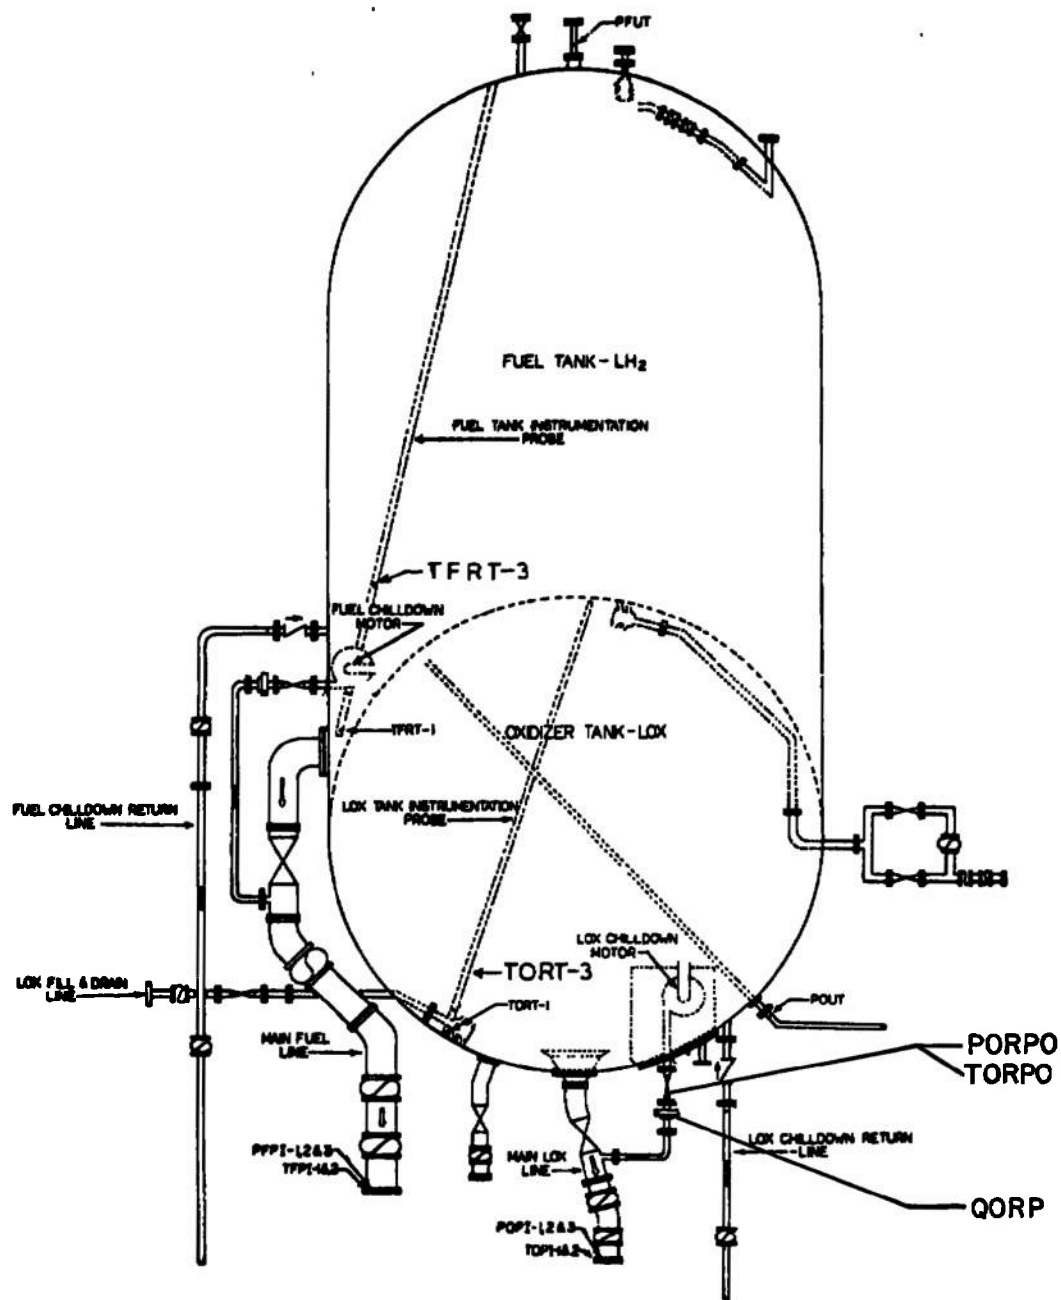 PFUT
FUEL TANK-LH2
FUEL TANK INSTRUMENTATION
PROBE
TFRT-3
FUEL CHILLDOWN
MOTOR
TFRT-1
OXIDIZER TANK-LOX
FUEL CHILLDOWN RETURN
LINE
LOX TANK INSTRUMENTATION
PROBE
LOX CHILLDOWN
MOTOR
TORT-3
LOX FILL & DRAIN
LINE
TORT-1
POUT
MAIN FUEL
LINE
PORPO
TORPO
PFPI-1,2&3
TFPI-1&2
MAIN LOX
LINE
LOX CHILLDOWN RETURN
LINE
QORP
POPI-1,2&3
TOPI-1&2